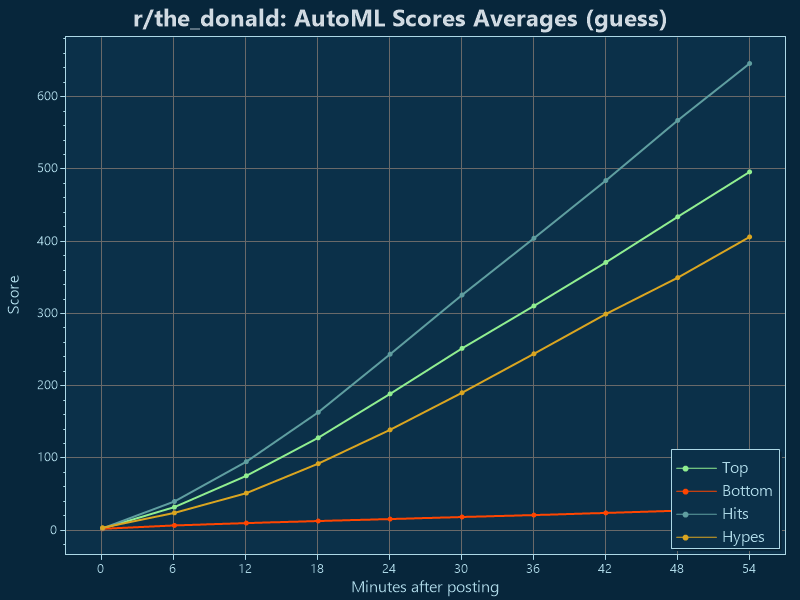 r/the_donald: AutoML Scores Averages (guess)
600
500
400
300
200
100
0
Score
0 6 12 18 24 30 36 42 48 54
Minutes after posting
Top
Bottom
Hits
Hypes